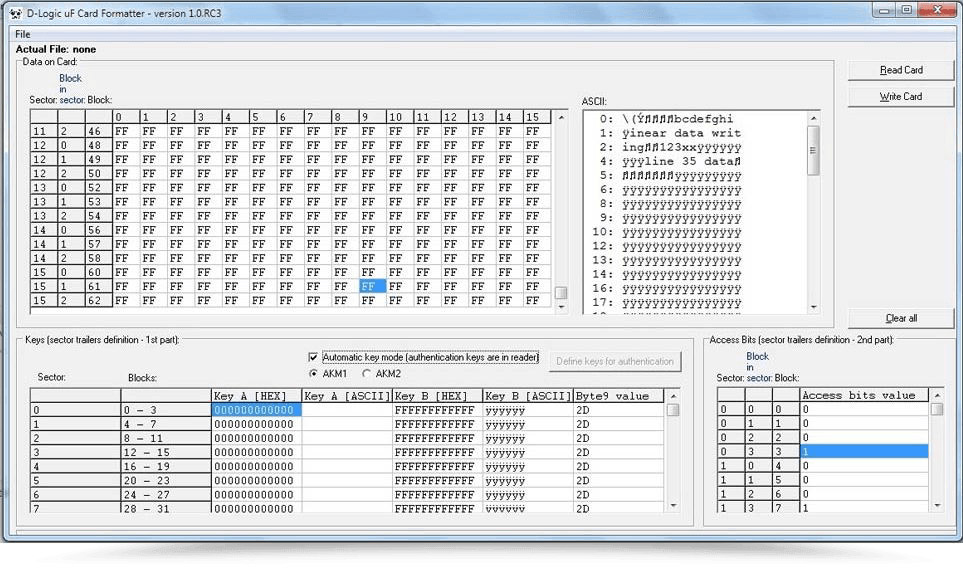 D-Logic uF Card Formatter - version 1.0.RC3
File
Actual File: none
Data on Card:
Block
in
Sector: sector: Block:
0 1 2 3 4 5 6 7 8 9 10 11 12 13 14 15
11 2 46 FF FF FF FF FF FF FF FF FF FF FF FF FF FF FF FF
12 0 48 FF FF FF FF FF FF FF FF FF FF FF FF FF FF FF FF
12 1 49 FF FF FF FF FF FF FF FF FF FF FF FF FF FF FF FF
12 2 50 FF FF FF FF FF FF FF FF FF FF FF FF FF FF FF FF
13 0 52 FF FF FF FF FF FF FF FF FF FF FF FF FF FF FF FF
13 1 53 FF FF FF FF FF FF FF FF FF FF FF FF FF FF FF FF
13 2 54 FF FF FF FF FF FF FF FF FF FF FF FF FF FF FF FF
14 0 56 FF FF FF FF FF FF FF FF FF FF FF FF FF FF FF FF
14 1 57 FF FF FF FF FF FF FF FF FF FF FF FF FF FF FF FF
14 2 58 FF FF FF FF FF FF FF FF FF FF FF FF FF FF FF FF
15 0 60 FF FF FF FF FF FF FF FF FF FF FF FF FF FF FF FF
15 1 61 FF FF FF FF FF FF FF FF FF FF FF FF FF FF FF FF
15 2 62 FF FF FF FF FF FF FF FF FF FF FF FF FF FF FF FF
ASCII:
0:
1: ÿinear data writ
2:
4: ÿÿÿline 35 data
5:
6: ÿÿÿÿÿÿÿÿÿÿÿÿÿÿÿÿ
8: ÿÿÿÿÿÿÿÿÿÿÿÿÿÿÿÿ
9: ÿÿÿÿÿÿÿÿÿÿÿÿÿÿÿÿ
10: ÿÿÿÿÿÿÿÿÿÿÿÿÿÿÿÿ
12: ÿÿÿÿÿÿÿÿÿÿÿÿÿÿÿÿ
13: ÿÿÿÿÿÿÿÿÿÿÿÿÿÿÿÿ
14: ÿÿÿÿÿÿÿÿÿÿÿÿÿÿÿÿ
16: ÿÿÿÿÿÿÿÿÿÿÿÿÿÿÿÿ
17: ÿÿÿÿÿÿÿÿÿÿÿÿÿÿÿÿ
Read Card
Write Card
Clear all
Keys (sector trailers definition - 1st part):
Automatic key mode (authentication keys are in reader)
AKM1 AKM2
Define keys for authentication
Sector: Blocks:
Key A [HEX] Key A [ASCII] Key B [HEX] Key B [ASCII] Byte9 value
0 0 - 3 000000000000 FFFFFFFFFFFF ÿÿÿÿÿÿ 2D
1 4 - 7 000000000000 FFFFFFFFFFFF ÿÿÿÿÿÿ 2D
2 8 - 11 000000000000 FFFFFFFFFFFF ÿÿÿÿÿÿ 2D
3 12 - 15 000000000000 FFFFFFFFFFFF ÿÿÿÿÿÿ 2D
4 16 - 19 000000000000 FFFFFFFFFFFF ÿÿÿÿÿÿ 2D
5 20 - 23 000000000000 FFFFFFFFFFFF ÿÿÿÿÿÿ 2D
6 24 - 27 000000000000 FFFFFFFFFFFF ÿÿÿÿÿÿ 2D
7 28 - 31 000000000000 FFFFFFFFFFFF ÿÿÿÿÿÿ 2D
Access Bits (sector trailers definition - 2nd part):
Block
in
Sector: sector: Block:
Access bits value
0 0 0 0
0 1 1 0
0 2 2 0
0 3 3 1
1 0 4 0
1 1 5 0
1 2 6 0
1 3 7 1